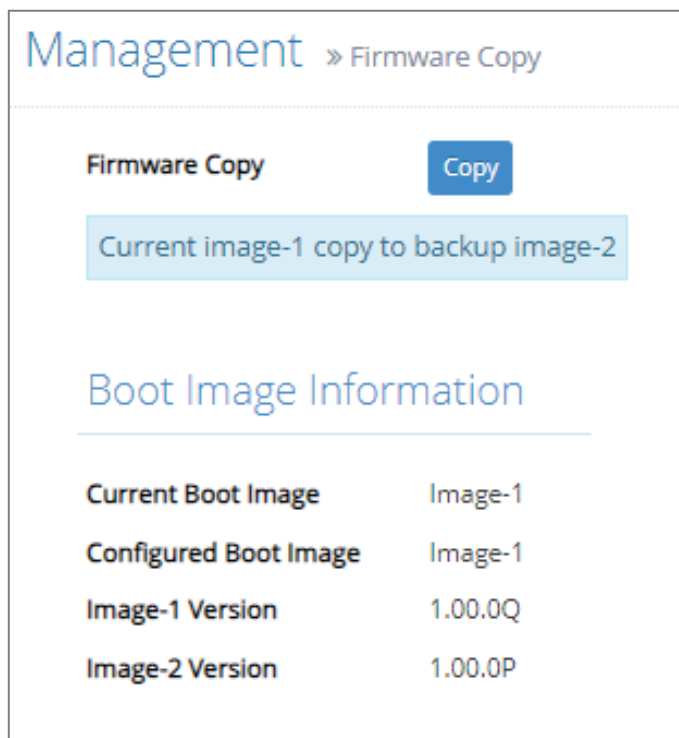 Management » Firmware Copy
Firmware Copy Copy
Current image-1 copy to backup image-2
Boot Image Information
Current Boot Image Image-1
Configured Boot Image Image-1
Image-1 Version 1.00.0Q
Image-2 Version 1.00.0P